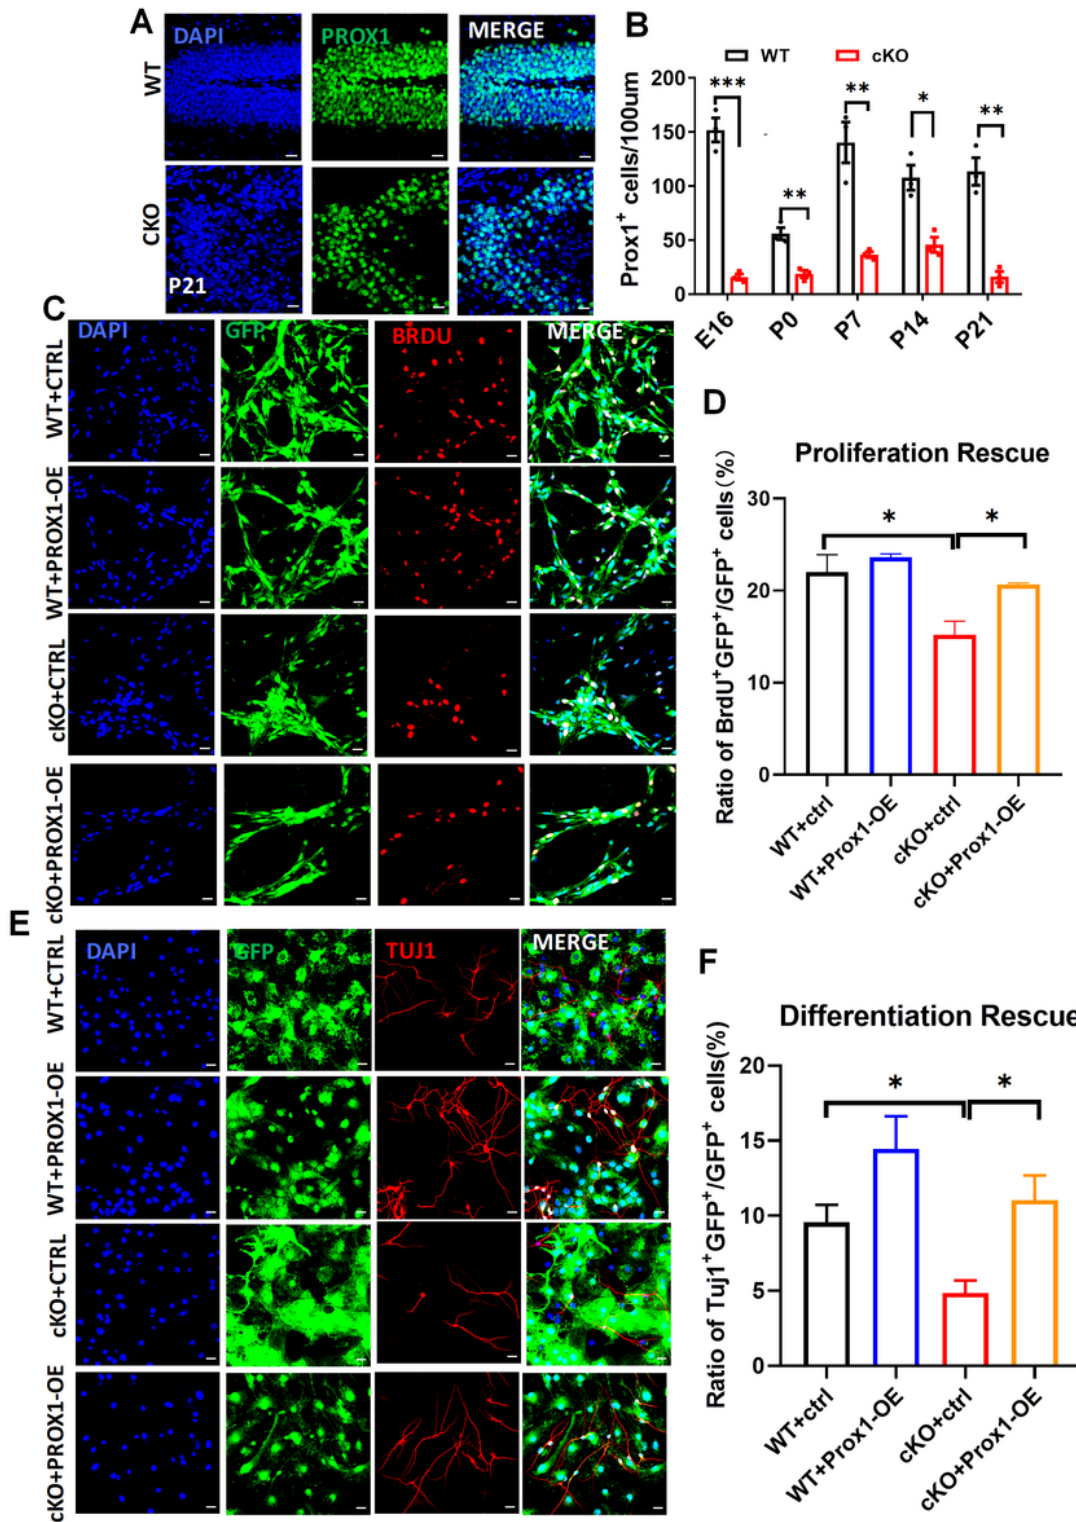 A
DAPI
PROX1
MERGE
WT
CKO
P21
B
WT
cKO
Prox1+ cells/100um
200
150
100
50
0
***
**
**
*
**
E16
P0
P7
P14
P21
C
DAPI
GFP
BRDU
MERGE
WT+CTRL
WT+PROX1-OE
cKO+CTRL
cKO+PROX1-OE
D
Proliferation Rescue
Ratio of BrdU+GFP+/GFP+ cells(%)
30
20
10
0
*
*
WT+ctrl
WT+Prox1-OE
cKO+ctrl
cKO+Prox1-OE
E
DAPI
GFP
TUJ1
MERGE
WT+CTRL
WT+PROX1-OE
cKO+CTRL
cKO+PROX1-OE
F
Differentiation Rescue
Ratio of Tuj1+GFP+/GFP+ cells(%)
20
15
10
5
0
*
*
WT+ctrl
WT+Prox1-OE
cKO+ctrl
cKO+Prox1-OE